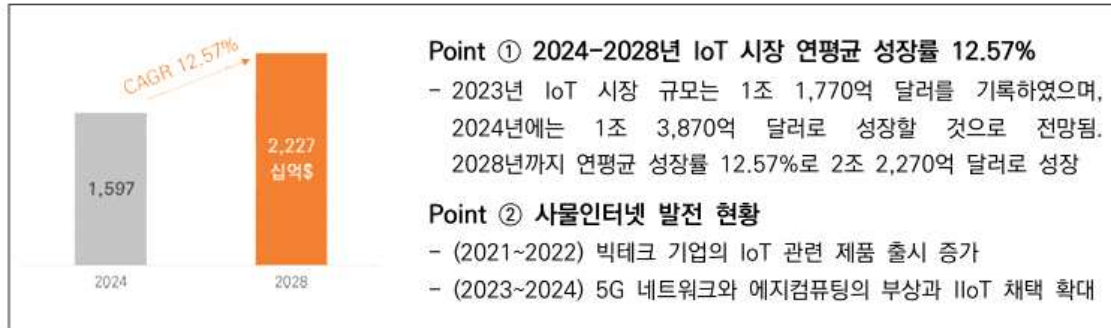 CAGR 12.57%
1,597
2,227
십억$
2024
2028
Point ① 2024-2028년 IoT 시장 연평균 성장률 12.57%
- 2023년 IoT 시장 규모는 1조 1,770억 달러를 기록하였으며,
2024년에는 1조 3,870억 달러로 성장할 것으로 전망됨.
2028년까지 연평균 성장률 12.57%로 2조 2,270억 달러로 성장
Point ② 사물인터넷 발전 현황
- (2021~2022) 빅테크 기업의 IoT 관련 제품 출시 증가
- (2023~2024) 5G 네트워크와 에지컴퓨팅의 부상과 IIoT 채택 확대